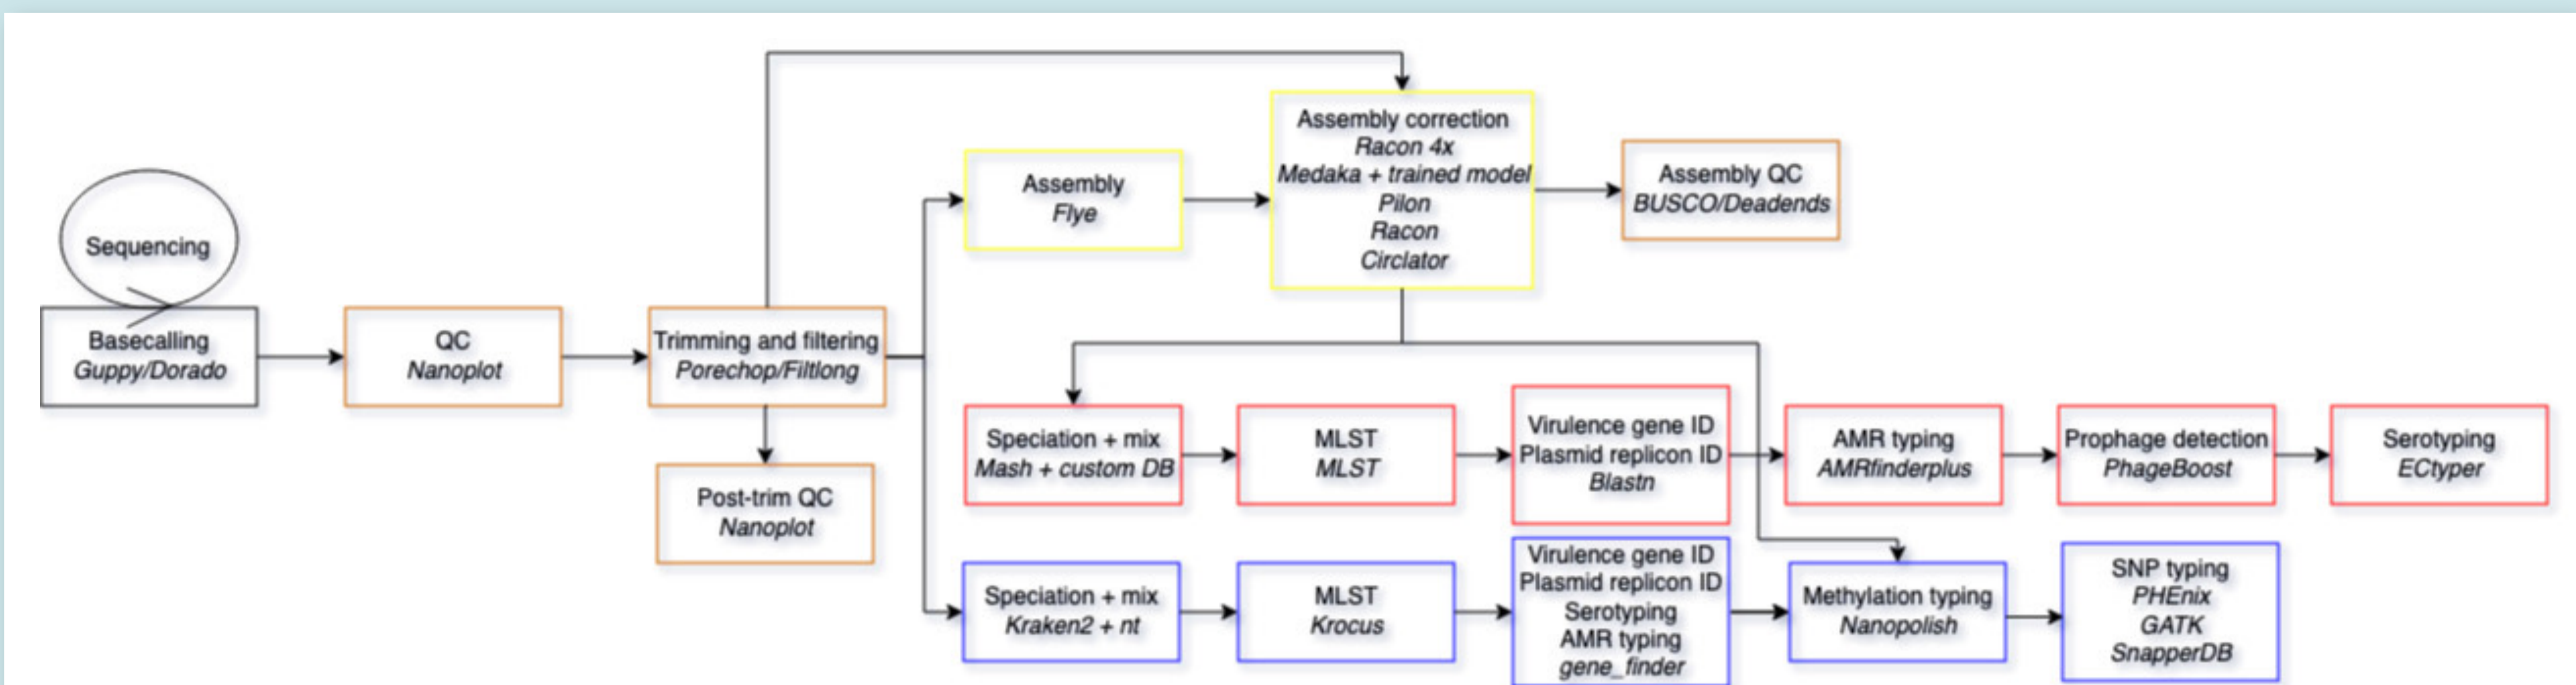 Sequencing
Basecalling
Guppy/Dorado
QC
Nanoplot
Trimming and filtering
Porechop/Filtlong
Post-trim QC
Nanoplot
Assembly
Flye
Assembly correction
Racon 4x
Medaka + trained model
Pilon
Racon
Circlator
Assembly QC
BUSCO/Deadends
Speciation + mix
Mash + custom DB
MLST
MLST
Virulence gene ID
Plasmid replicon ID
Blastn
AMR typing
AMRfinderplus
Prophage detection
PhageBoost
Serotyping
ECtyper
Speciation + mix
Kraken2 + nt
MLST
Krocus
Virulence gene ID
Plasmid replicon ID
Serotyping
AMR typing
gene_finder
Methylation typing
Nanopolish
SNP typing
PHEnix
GATK
SnapperDB